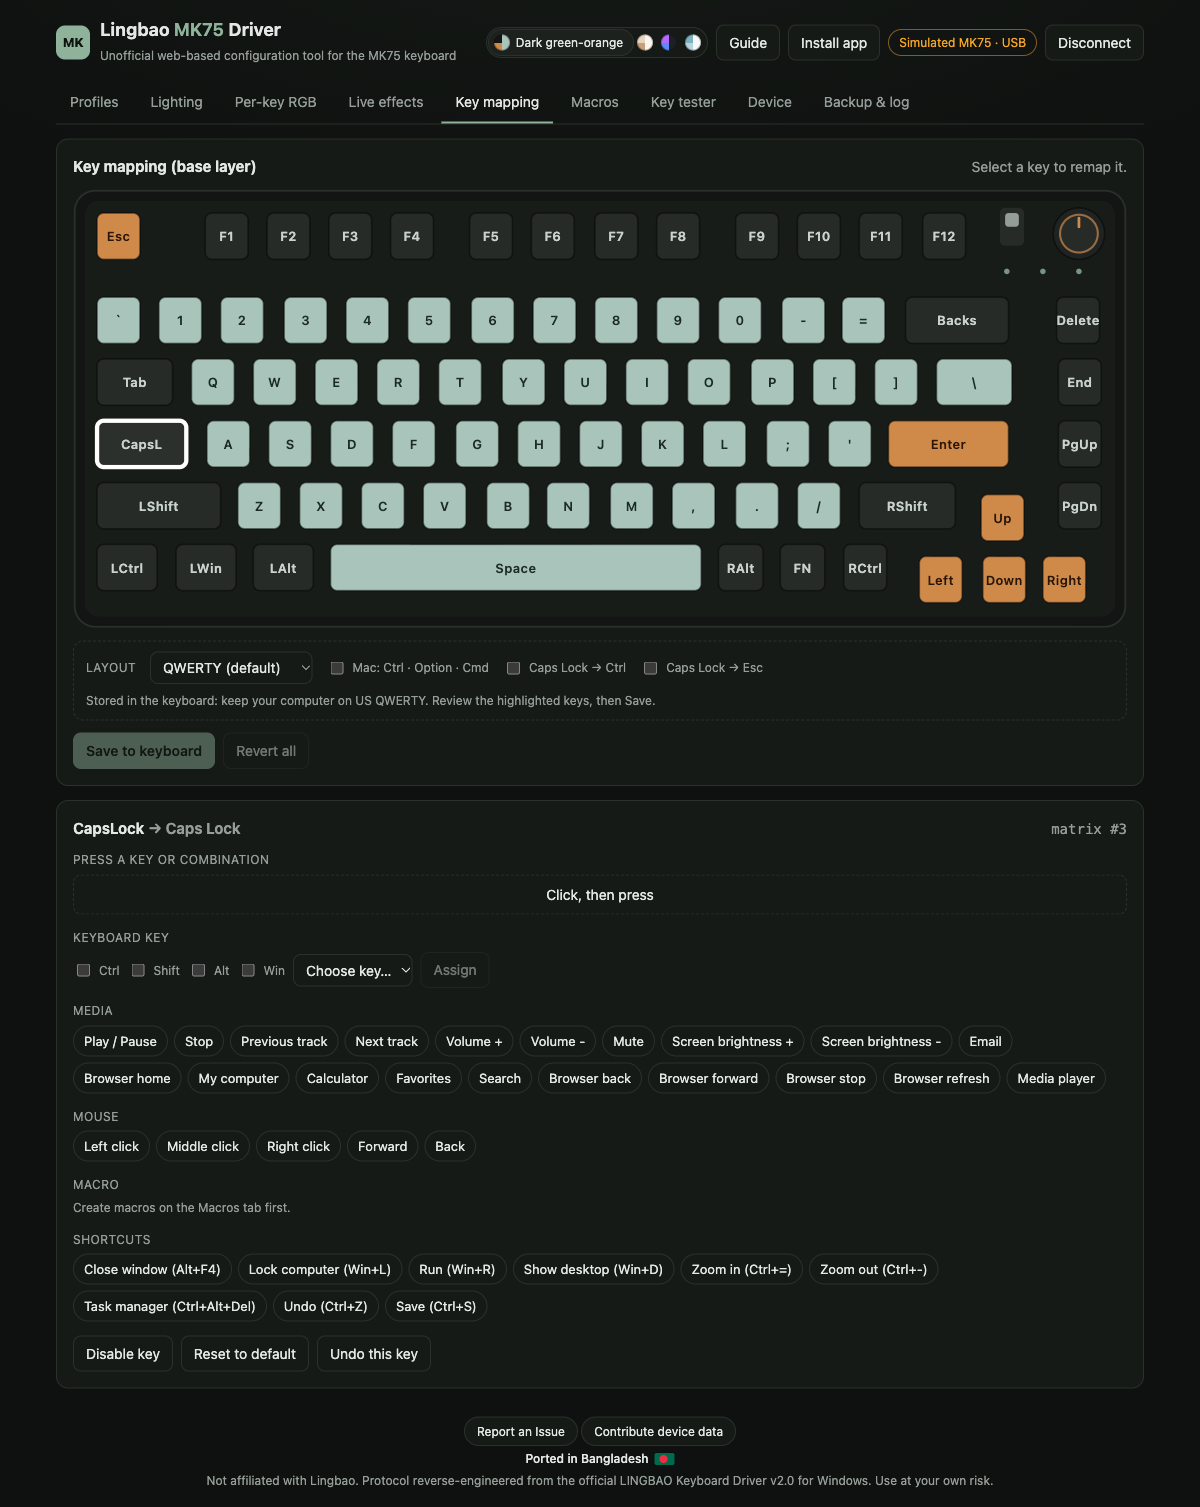 MK
Lingbao MK75 Driver
Unofficial web-based configuration tool for the MK75 keyboard
Dark green-orange
Guide
Install app
Simulated MK75 · USB
Disconnect
Profiles
Lighting
Per-key RGB
Live effects
Key mapping
Macros
Key tester
Device
Backup & log
Key mapping (base layer)
Select a key to remap it.
Esc F1 F2 F3 F4 F5 F6 F7 F8 F9 F10 F11 F12
` 1 2 3 4 5 6 7 8 9 0 - = Backs Delete
Tab Q W E R T Y U I O P [ ] \ End
CapsL A S D F G H J K L ; ' Enter PgUp
LShift Z X C V B N M , . / RShift Up PgDn
LCtrl LWin LAlt Space RAlt FN RCtrl Left Down Right
LAYOUT QWERTY (default) Mac: Ctrl · Option · Cmd Caps Lock → Ctrl Caps Lock → Esc
Stored in the keyboard: keep your computer on US QWERTY. Review the highlighted keys, then Save.
Save to keyboard Revert all
CapsLock → Caps Lock
matrix #3
PRESS A KEY OR COMBINATION
Click, then press
KEYBOARD KEY
Ctrl Shift Alt Win Choose key... Assign
MEDIA
Play / Pause Stop Previous track Next track Volume + Volume - Mute Screen brightness + Screen brightness - Email
Browser home My computer Calculator Favorites Search Browser back Browser forward Browser stop Browser refresh Media player
MOUSE
Left click Middle click Right click Forward Back
MACRO
Create macros on the Macros tab first.
SHORTCUTS
Close window (Alt+F4) Lock computer (Win+L) Run (Win+R) Show desktop (Win+D) Zoom in (Ctrl+=) Zoom out (Ctrl+-)
Task manager (Ctrl+Alt+Del) Undo (Ctrl+Z) Save (Ctrl+S)
Disable key Reset to default Undo this key
Report an Issue Contribute device data
Ported in Bangladesh
Not affiliated with Lingbao. Protocol reverse-engineered from the official LINGBAO Keyboard Driver v2.0 for Windows. Use at your own risk.